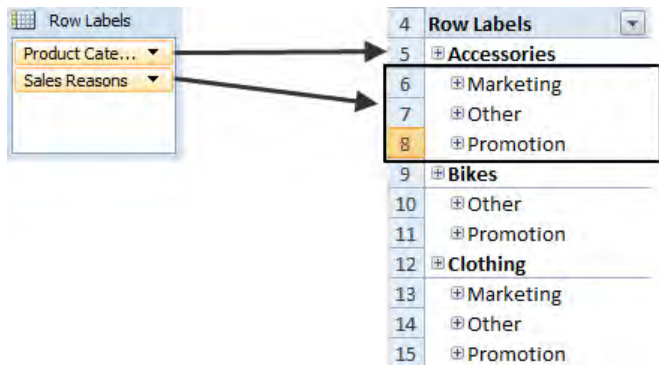 Row Labels
Product Cate...
Sales Reasons
4 Row Labels
5 Accessories
6 Marketing
7 Other
8 Promotion
9 Bikes
10 Other
11 Promotion
12 Clothing
13 Marketing
14 Other
15 Promotion